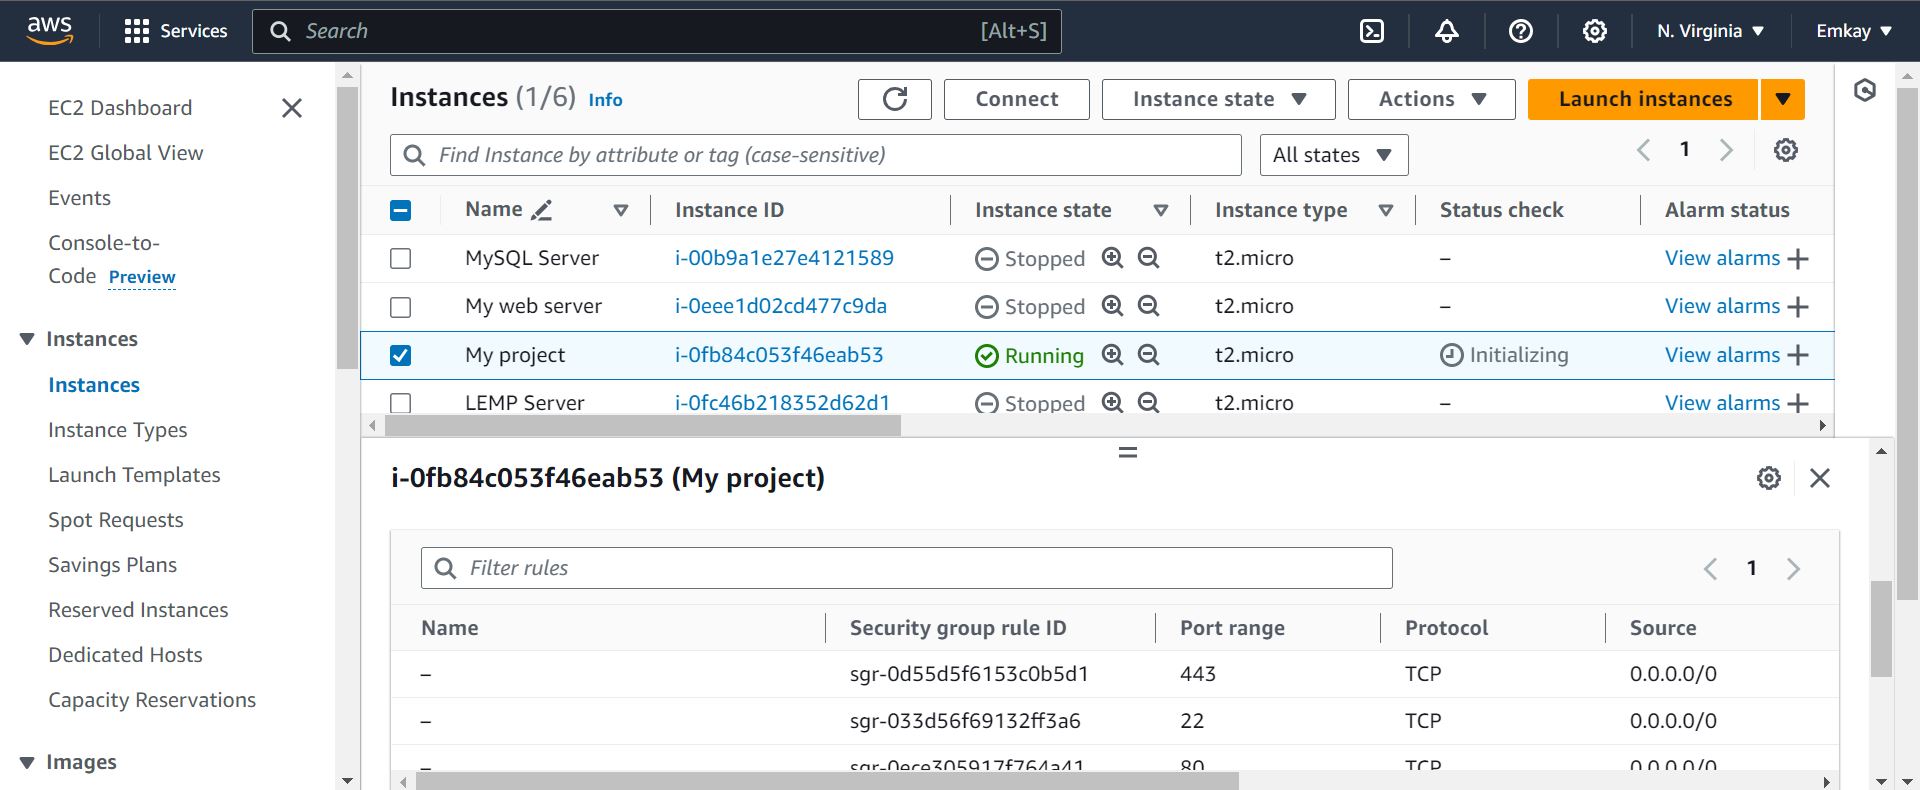 aws
Services
Search
[Alt+S]
N. Virginia
Emkay
EC2 Dashboard
EC2 Global View
Events
Console-to-
Code Preview
Instances
Instances
Instance Types
Launch Templates
Spot Requests
Savings Plans
Reserved Instances
Dedicated Hosts
Capacity Reservations
Images
Instances (1/6) Info
Connect
Instance state
Actions
Launch instances
Find Instance by attribute or tag (case-sensitive)
All states
1
Name Instance ID Instance state Instance type Status check Alarm status
MySQL Server i-00b9a1e27e4121589 Stopped t2.micro – View alarms +
My web server i-0eee1d02cd477c9da Stopped t2.micro – View alarms +
My project i-0fb84c053f46eab53 Running t2.micro Initializing View alarms +
LEMP Server i-0fc46b218352d62d1 Stopped t2.micro – View alarms +
i-0fb84c053f46eab53 (My project)
Filter rules
1
Name Security group rule ID Port range Protocol Source
– sgr-0d55d5f6153c0b5d1 443 TCP 0.0.0.0/0
– sgr-033d56f69132ff3a6 22 TCP 0.0.0.0/0
– sgr-0ece305917f764a41 80 TCP 0.0.0.0/0